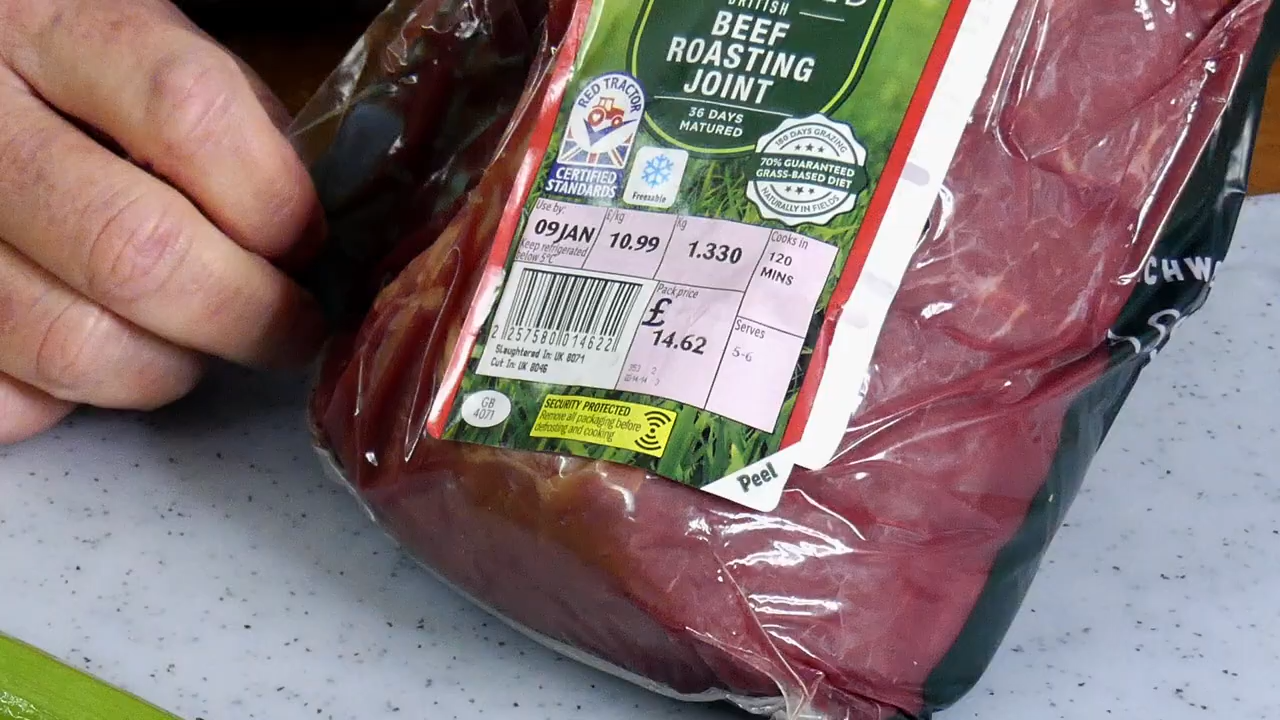 BRITISH
BEEF
ROASTING
JOINT
36 DAYS
MATURED
RED TRACTOR
CERTIFIED
STANDARDS
Freezable
180 DAYS GRAZING
70% GUARANTEED
GRASS-BASED DIET
NATURALLY IN FIELDS
Use by:
09JAN
Keep refrigerated
below 5°C
£/kg
10.99
Kg
1.330
Cooks in
120
MINS
2 257580 014622
Slaughtered In: UK 8071
Cut In: UK 8046
Pack price
£
14.62
Serves
5-6
GB
4071
SECURITY PROTECTED
Remove all packaging before
defrosting and cooking
Peel
CHW